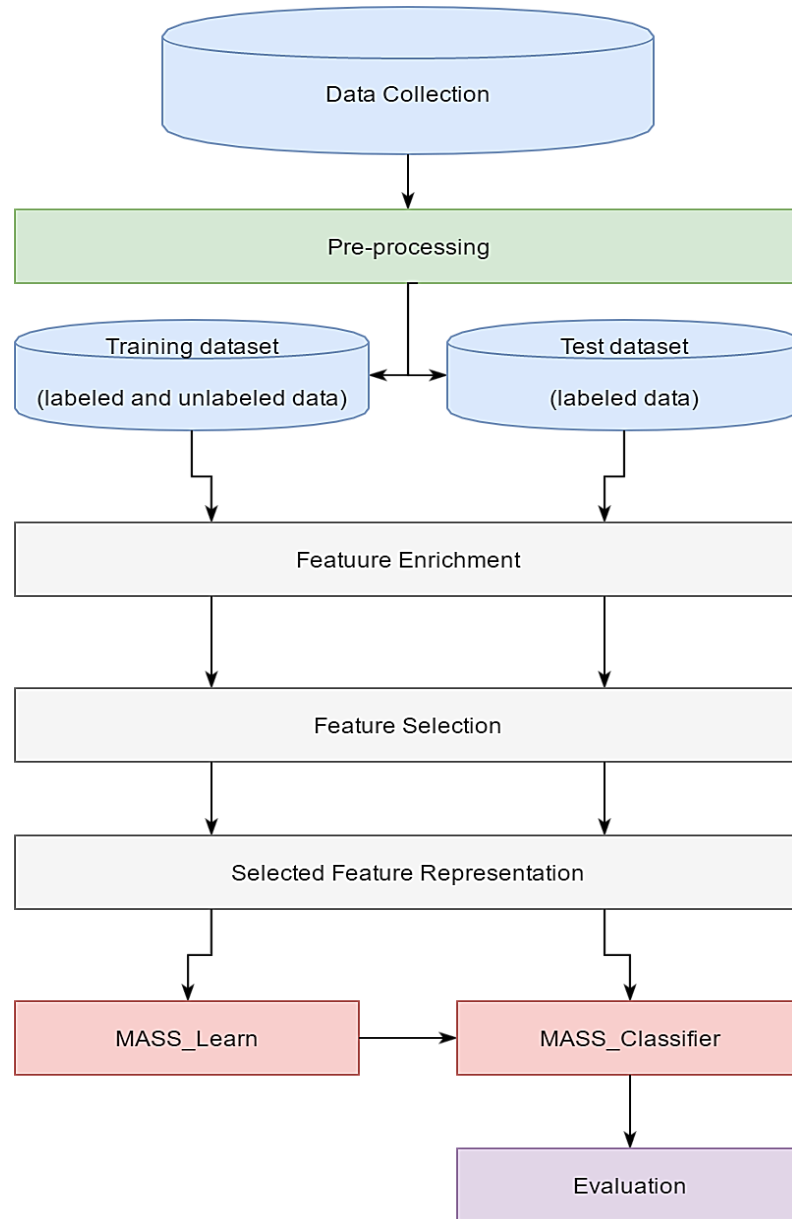 Data Collection
Pre-processing
Training dataset
(labeled and unlabeled data)
Test dataset
(labeled data)
Featuure Enrichment
Feature Selection
Selected Feature Representation
MASS_Learn
MASS_Classifier
Evaluation